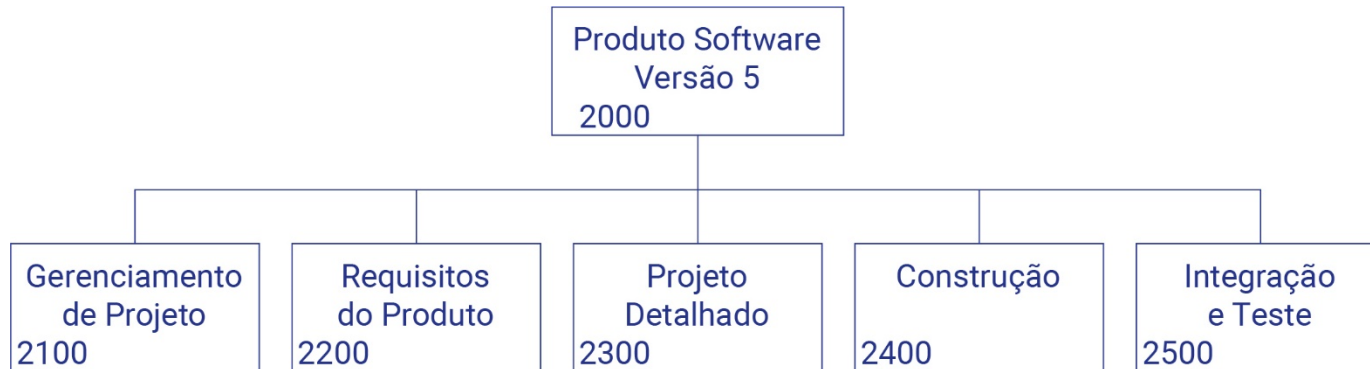 Produto Software
Versão 5
2000
Gerenciamento
de Projeto
2100
Requisitos
do Produto
2200
Projeto
Detalhado
2300
Construção
2400
Integração
e Teste
2500